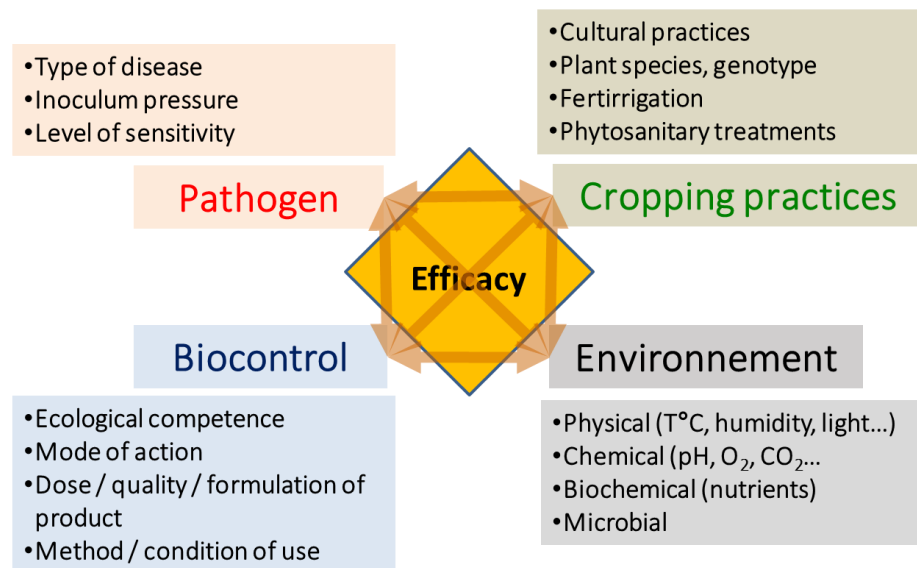 •Type of disease
•Inoculum pressure
•Level of sensitivity
Pathogen
•Cultural practices
•Plant species, genotype
•Fertirrigation
•Phytosanitary treatments
Cropping practices
Efficacy
Biocontrol
•Ecological competence
•Mode of action
•Dose / quality / formulation of
product
•Method / condition of use
Environnement
•Physical (T°C, humidity, light…)
•Chemical (pH, O₂, CO₂…
•Biochemical (nutrients)
•Microbial